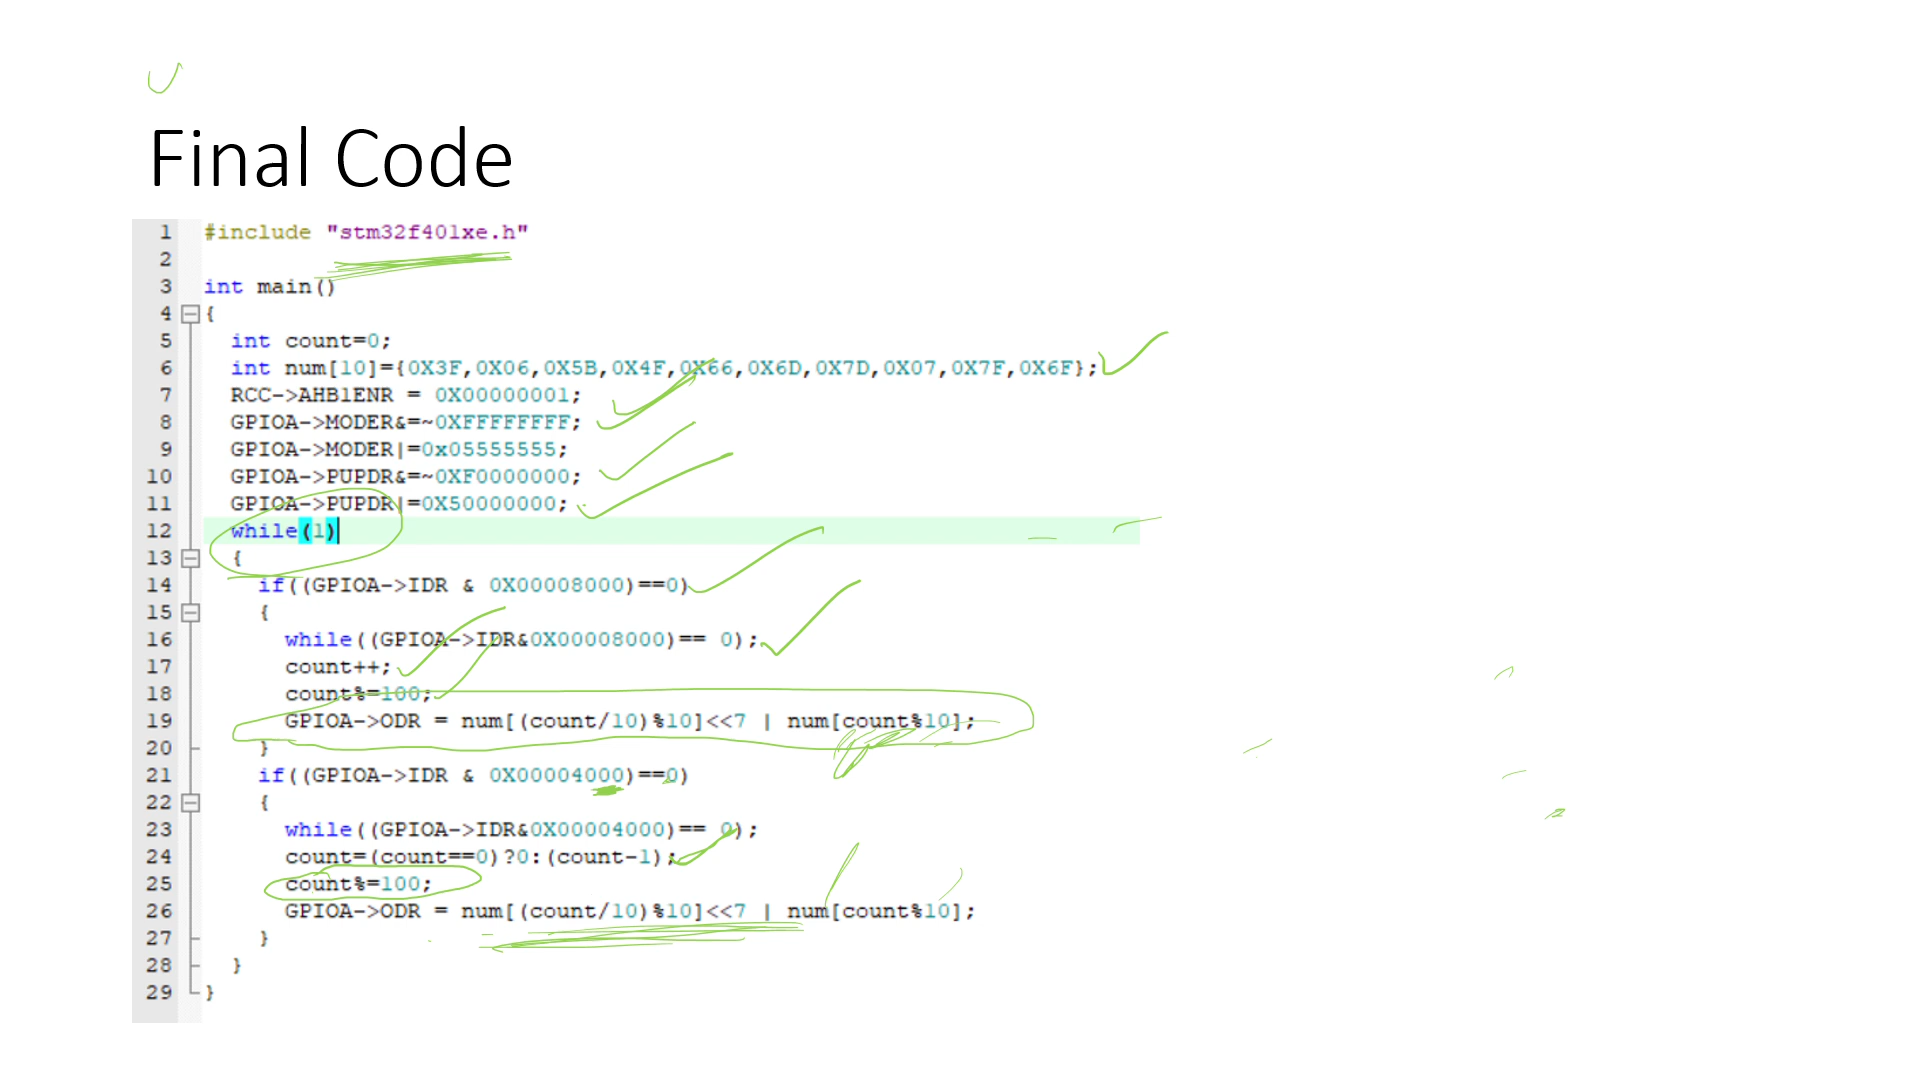 Final Code
1 #include "stm32f401xe.h"
2
3 int main()
4 {
5 int count=0;
6 int num[10]={0X3F,0X06,0X5B,0X4F,0X66,0X6D,0X7D,0X07,0X7F,0X6F};
7 RCC->AHB1ENR = 0X00000001;
8 GPIOA->MODER&=~0XFFFFFFFF;
9 GPIOA->MODER|=0x05555555;
10 GPIOA->PUPDR&=~0XF0000000;
11 GPIOA->PUPDR|=0X50000000;
12 while(1)
13 {
14 if((GPIOA->IDR & 0X00008000)==0)
15 {
16 while((GPIOA->IDR&0X00008000)== 0);
17 count++;
18 count%=100;
19 GPIOA->ODR = num[(count/10)%10]<<7 | num[count%10];
20 }
21 if((GPIOA->IDR & 0X00004000)==0)
22 {
23 while((GPIOA->IDR&0X00004000)== 0);
24 count=(count==0)?0:(count-1);
25 count%=100;
26 GPIOA->ODR = num[(count/10)%10]<<7 | num[count%10];
27 }
28 }
29 }